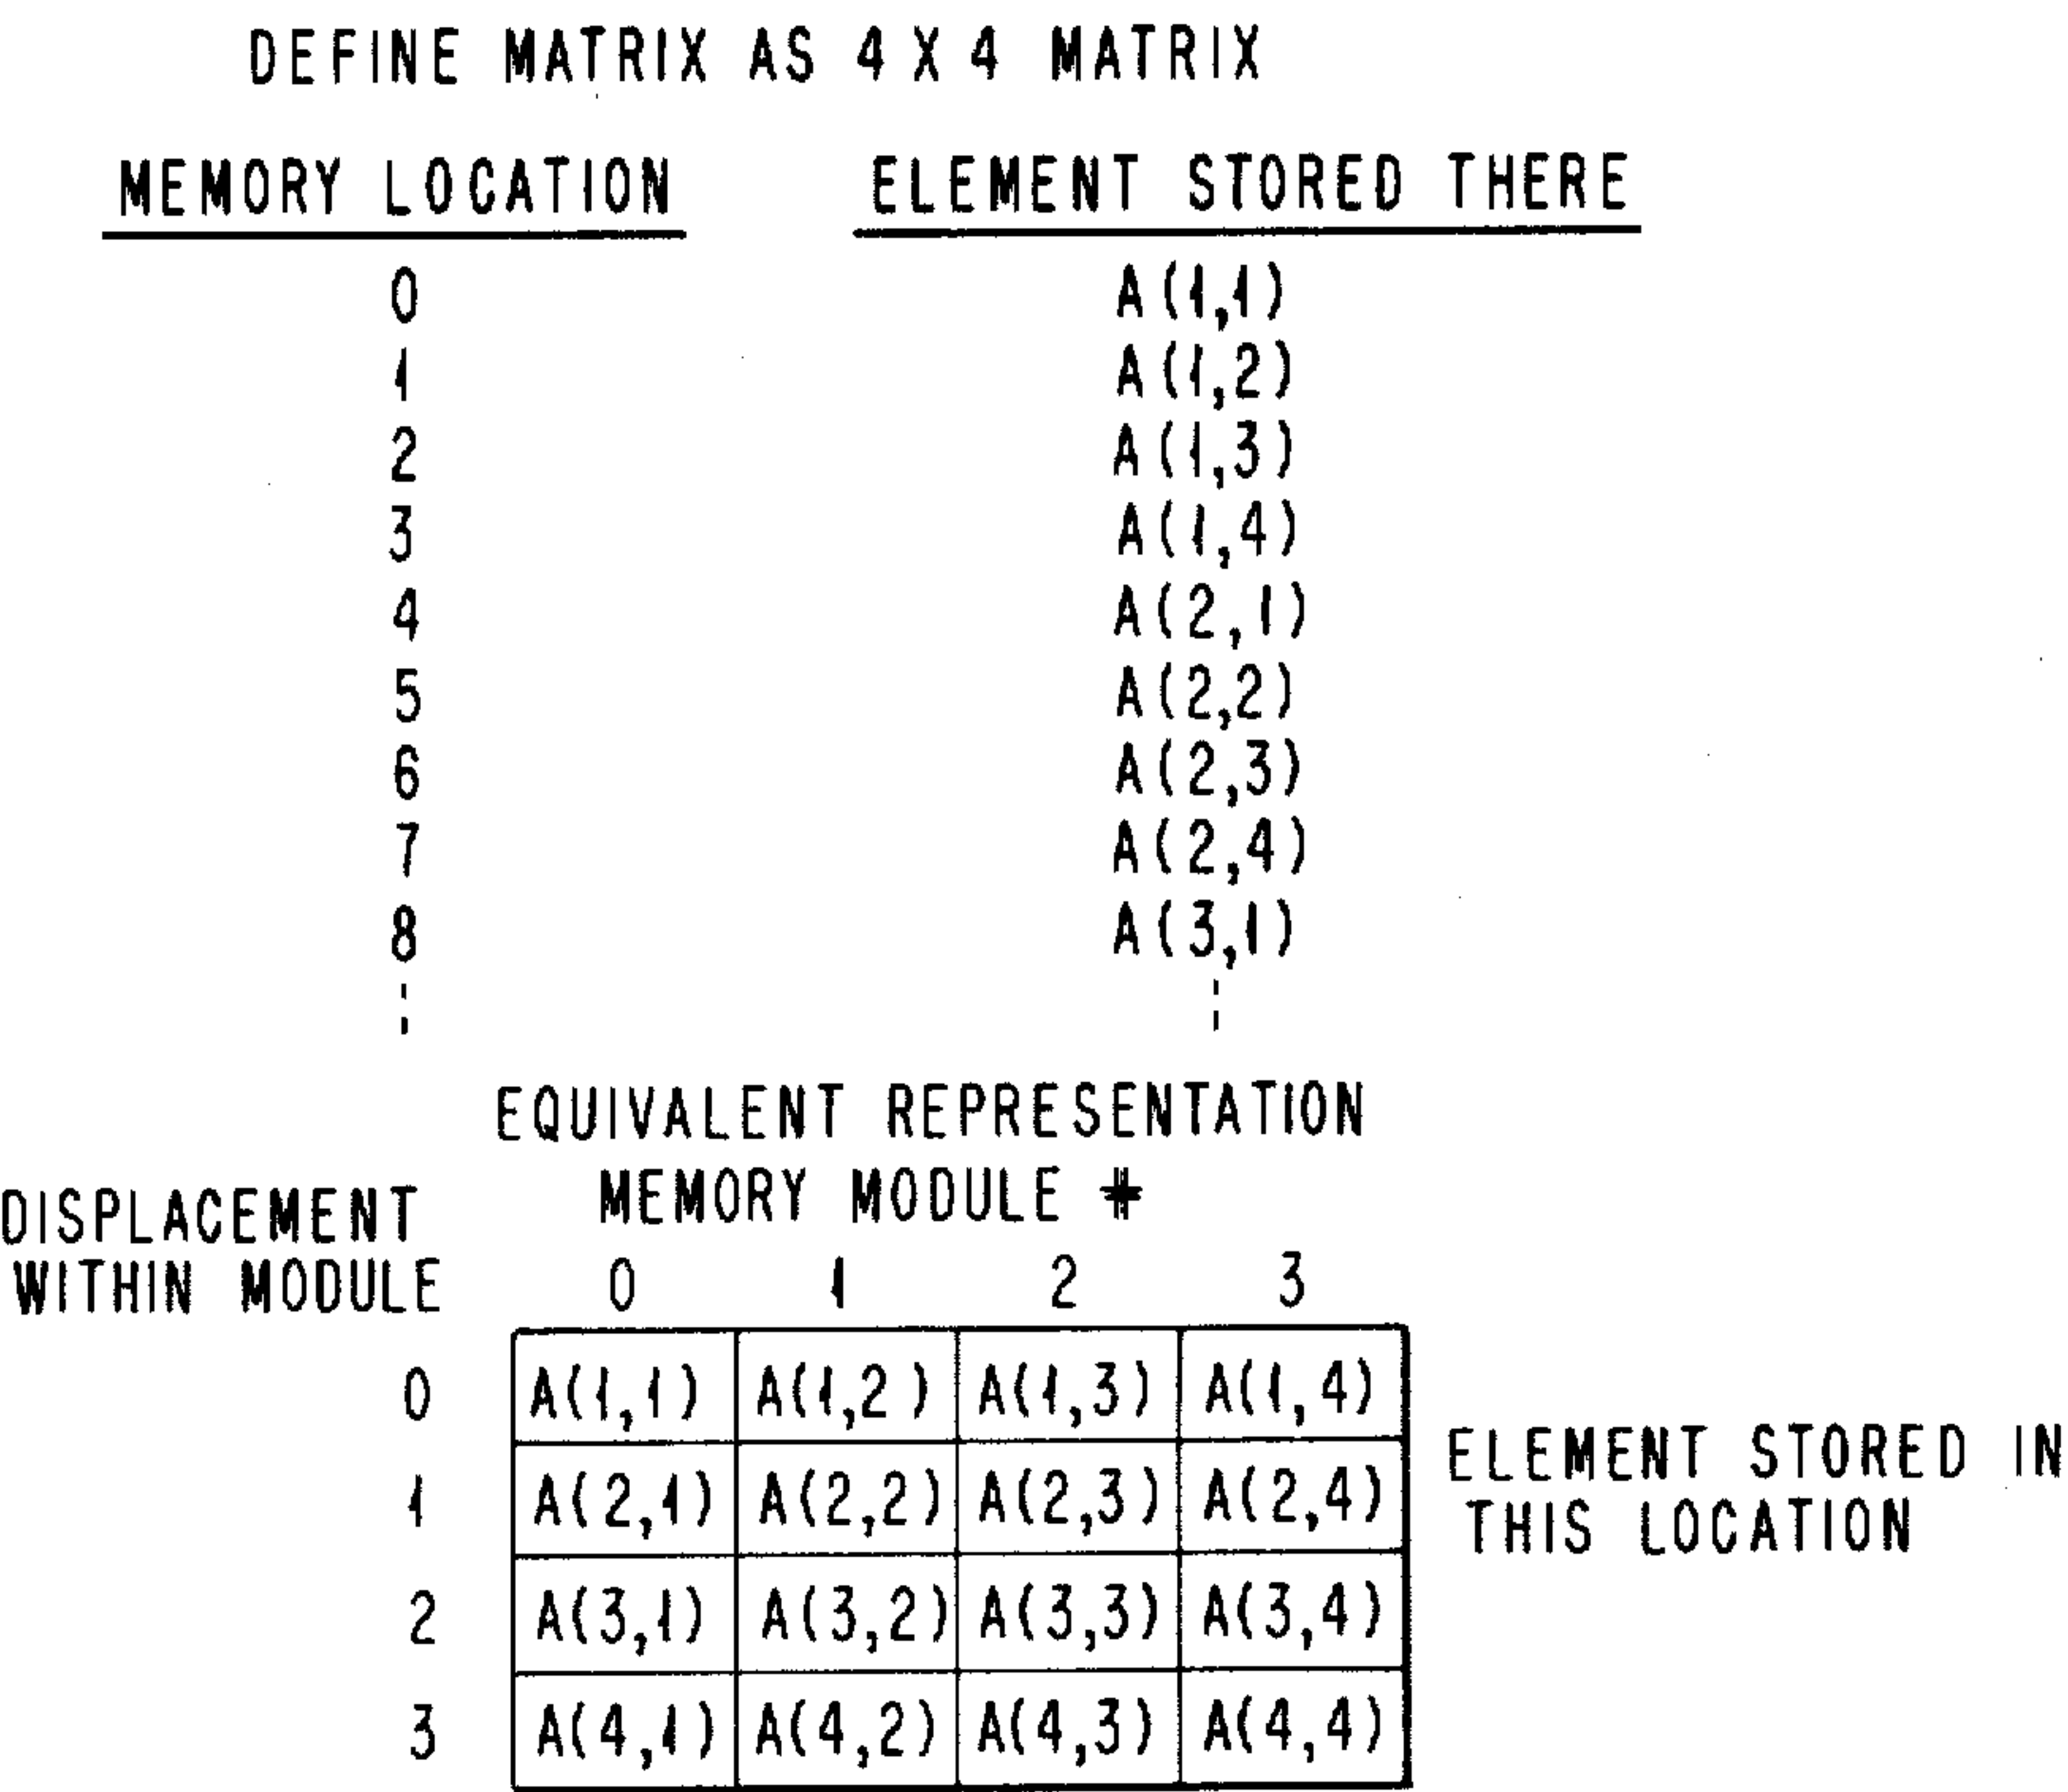 DEFINE MATRIX AS 4 X 4 MATRIX
MEMORY LOCATION ELEMENT STORED THERE
0 A(1,1)
1 A(1,2)
2 A(1,3)
3 A(1,4)
4 A(2,1)
5 A(2,2)
6 A(2,3)
7 A(2,4)
8 A(3,1)
EQUIVALENT REPRESENTATION
MEMORY MODULE #
DISPLACEMENT
WITHIN MODULE 0 1 2 3
0 A(1,1) A(1,2) A(1,3) A(1,4)
1 A(2,1) A(2,2) A(2,3) A(2,4)
2 A(3,1) A(3,2) A(3,3) A(3,4)
3 A(4,1) A(4,2) A(4,3) A(4,4)
ELEMENT STORED IN
THIS LOCATION